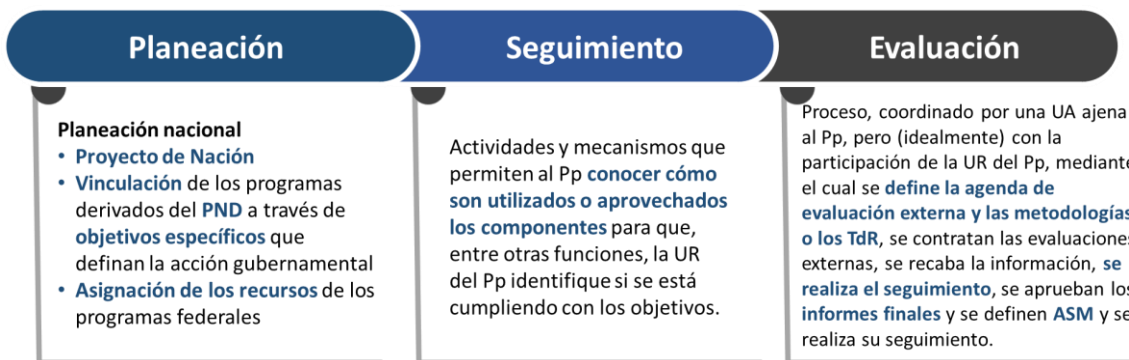 Planeación
Seguimiento
Evaluación
Planeación nacional
• Proyecto de Nación
• Vinculación de los programas
derivados del PND a través de
objetivos específicos que
definan la acción gubernamental
• Asignación de los recursos de los
programas federales
Actividades y mecanismos que
permiten al Pp conocer cómo
son utilizados o aprovechados
los componentes para que,
entre otras funciones, la UR
del Pp identifique si se está
cumpliendo con los objetivos.
Proceso, coordinado por una UA ajena
al Pp, pero (idealmente) con la
participación de la UR del Pp, mediante
el cual se define la agenda de
evaluación externa y las metodologías
o los TdR, se contratan las evaluaciones
externas, se recaba la información, se
realiza el seguimiento, se aprueban los
informes finales y se definen ASM y se
realiza su seguimiento.